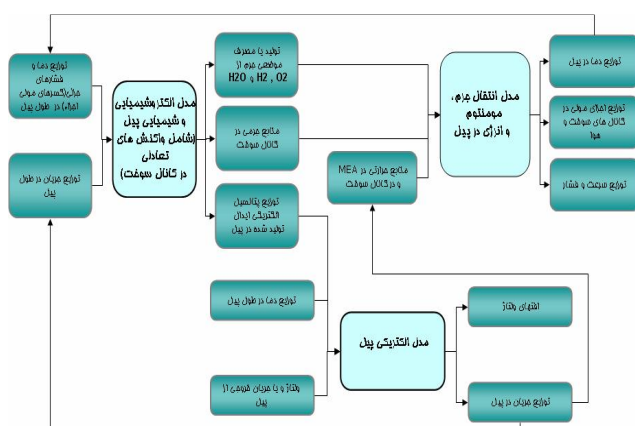 توزیع دما و
فشارهای
جزئی(کسرهای مولی
اجزاء) در طول پیل
توزیع جریان در طول
پیل
مدل الکتروشیمیایی
و شیمیایی پیل
(شامل واکنش های
تعادلی
در کانال سوخت)
تولید یا مصرف
موضعی جرم از
H2O و H2 , O2
منابع جرمی در
کانال سوخت
توزیع پتانسیل
الکتریکی ایدال
تولید شده در پیل
توزیع دما در طول پیل
ولتاژ و یا جریان خروجی از
پیل
منابع حرارتی در MEA
و در کانال سوخت
مدل انتقال جرم،
مومنتوم
و انرژی در پیل
مدل الکتریکی پیل
توزیع دما در پیل
توزیع اجزای مولی در
کانال های سوخت و
هوا
توزیع سرعت و فشار
افتهای ولتاژ
توزیع جریان در پیل